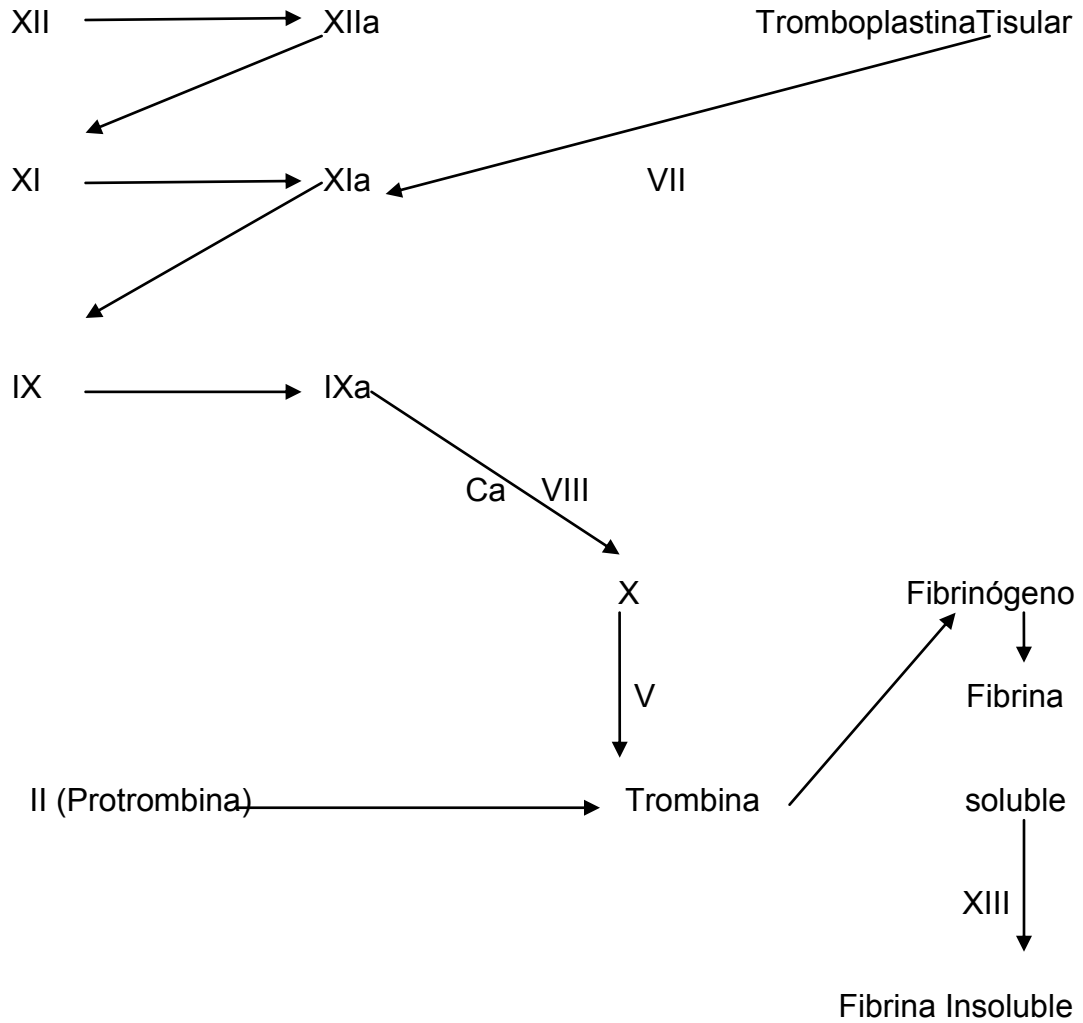 XII XIIa TromboplastinaTisular
XI XIa VII
IX IXa
Ca VIII
X Fibrinógeno
V Fibrina
II (Protrombina) Trombina soluble
XIII
Fibrina Insoluble